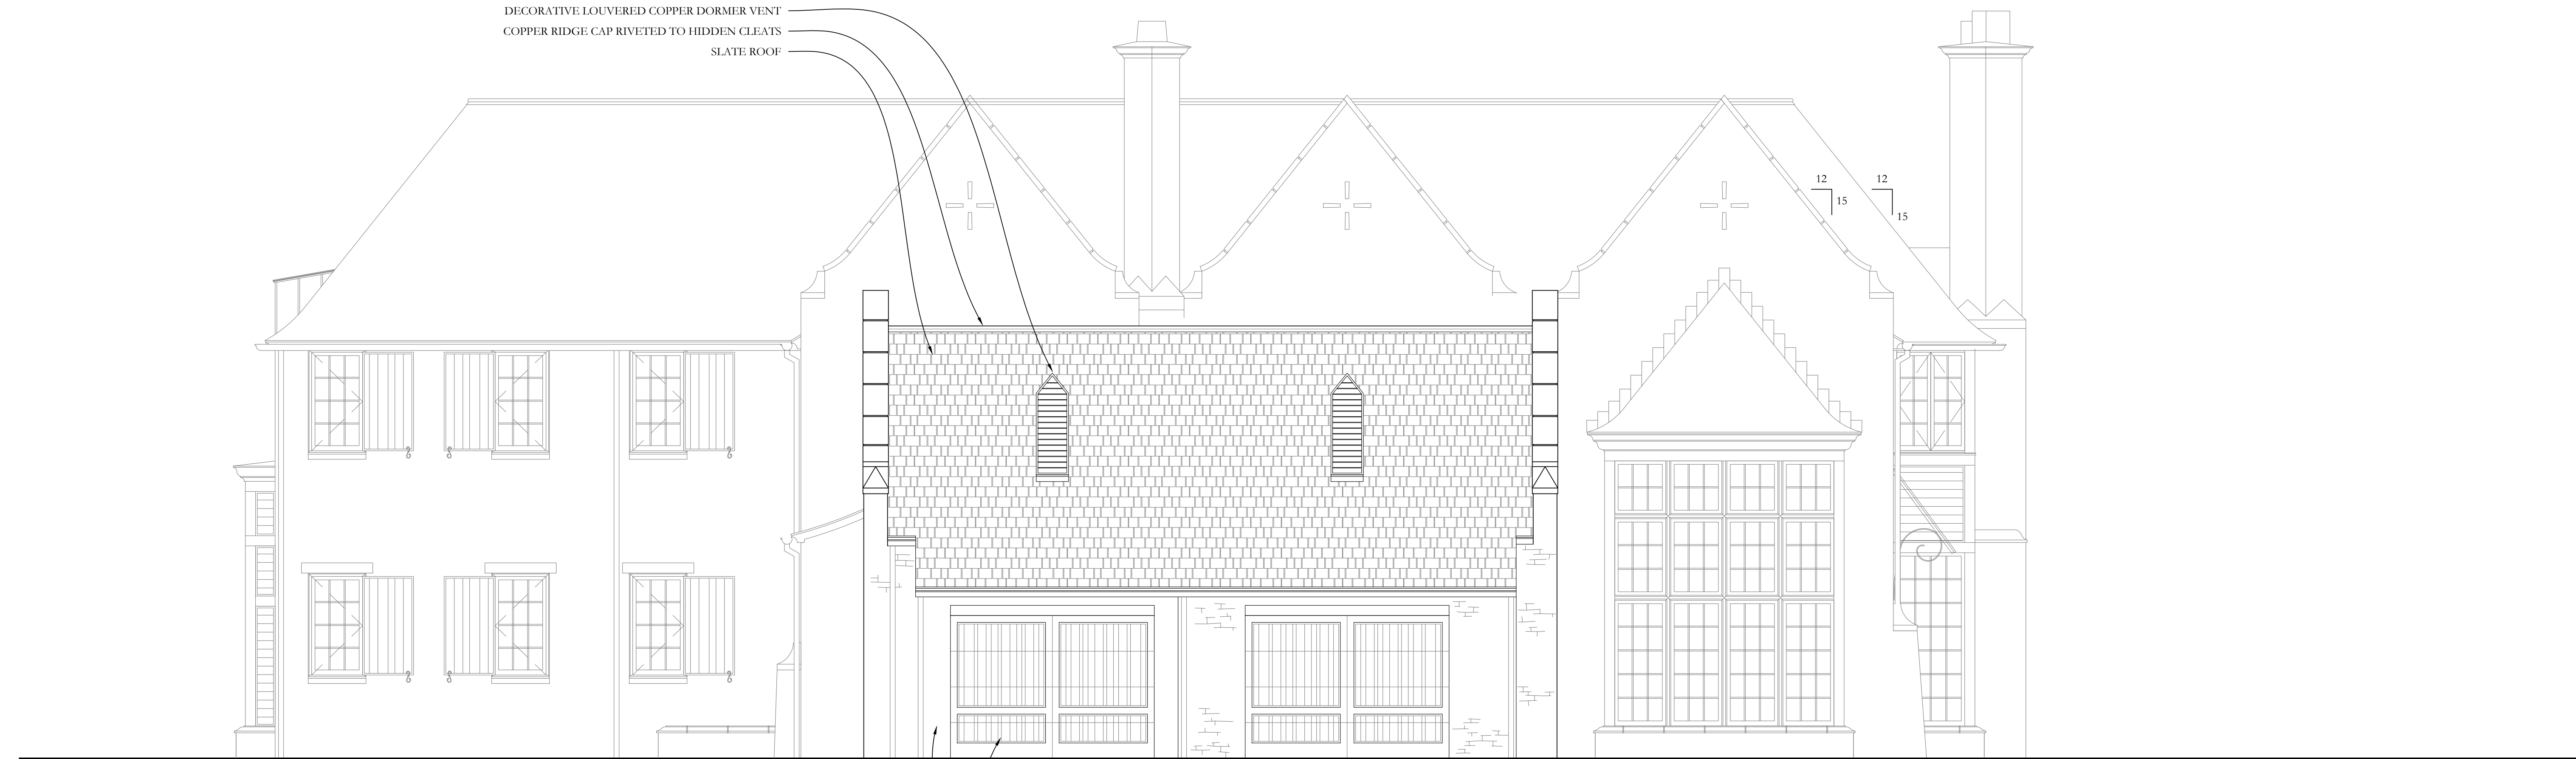 DECORATIVE LOUVERED COPPER DORMER VENT
COPPER RIDGE CAP RIVETED TO HIDDEN CLEATS
SLATE ROOF
12
15
12
15